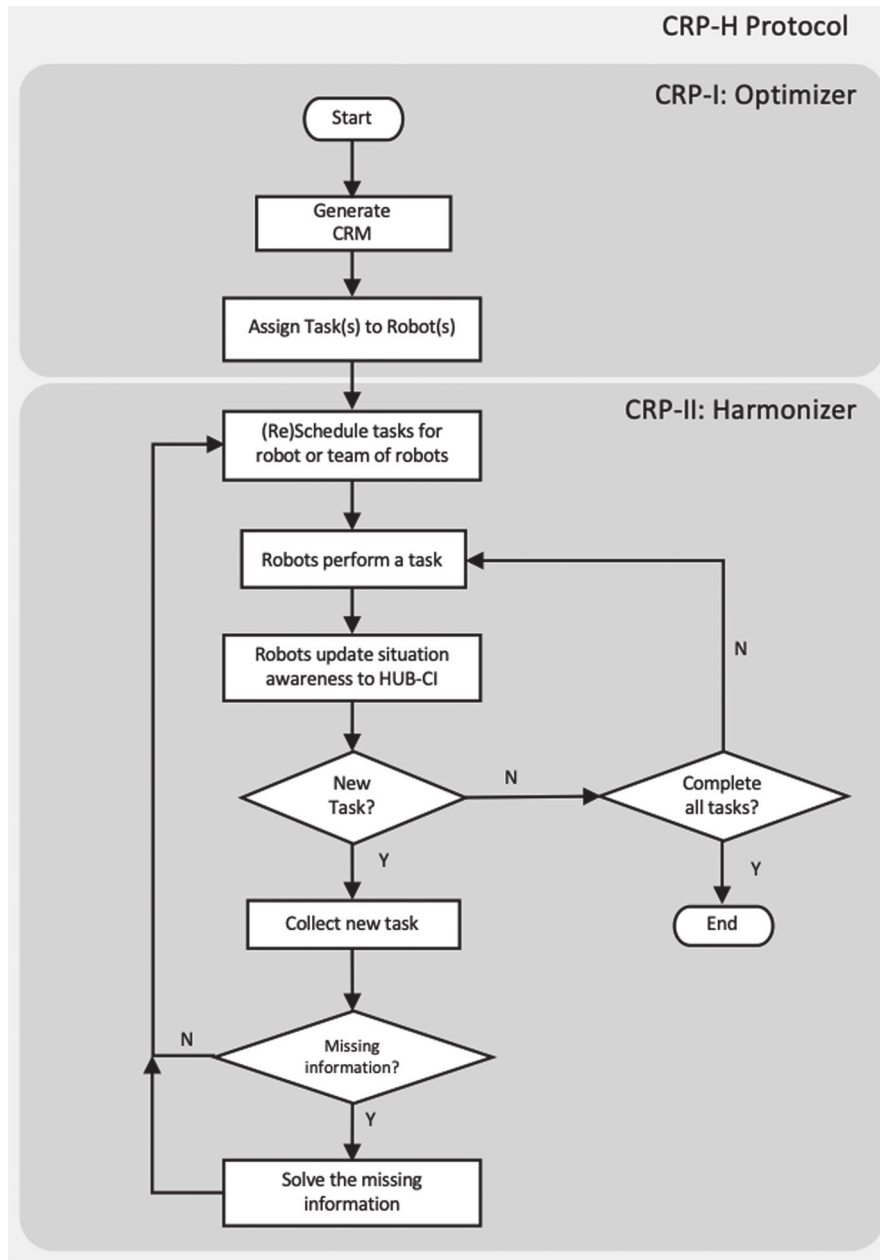 CRP-H Protocol
CRP-I: Optimizer
Start
Generate
CRM
Assign Task(s) to Robot(s)
CRP-II: Harmonizer
(Re)Schedule tasks for
robot or team of robots
Robots perform a task
N
Robots update situation
awareness to HUB-CI
New
Task?
N
Complete
all tasks?
Y
Y
Collect new task
End
N
Missing
information?
Y
Solve the missing
information